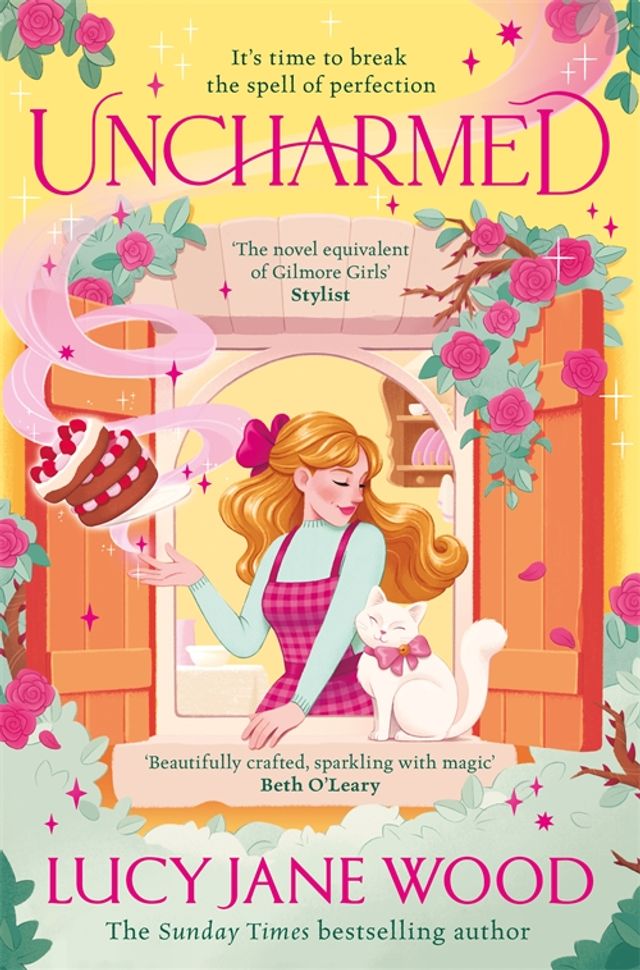 It's time to break
the spell of perfection
UNCHARMED
‘The novel equivalent
of Gilmore Girls’
Stylist
‘Beautifully crafted, sparkling with magic’
Beth O'Leary
LUCY JANE WOOD
The Sunday Times bestselling author